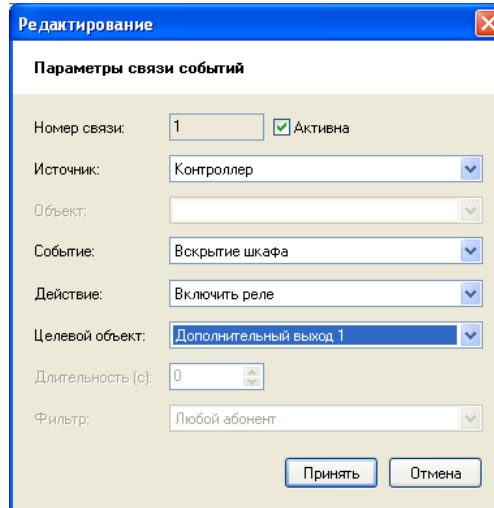 Редактирование
Параметры связи событий
Номер связи: 1 Активна
Источник: Контроллер
Объект:
Событие: Вскрытие шкафа
Действие: Включить реле
Целевой объект: Дополнительный выход 1
Длительность (с): 0
Фильтр: Любой абонент
Принять Отмена